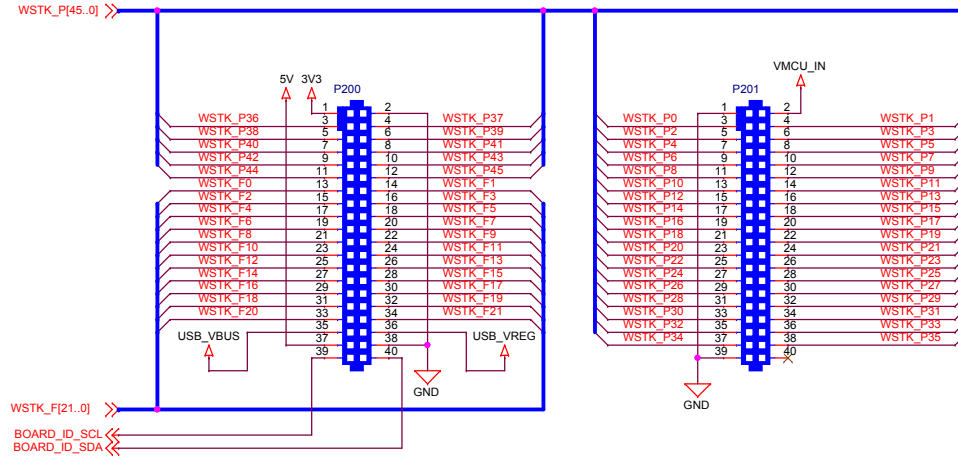 WSTK_P[45..0]
5V 3V3 VMCU_IN
P200 P201
1 2 1 2
WSTK_P36 3 4 WSTK_P37 WSTK_P0 3 4 WSTK_P1
WSTK_P38 5 6 WSTK_P39 WSTK_P2 5 6 WSTK_P3
WSTK_P40 7 8 WSTK_P41 WSTK_P4 7 8 WSTK_P5
WSTK_P42 9 10 WSTK_P43 WSTK_P6 9 10 WSTK_P7
WSTK_P44 11 12 WSTK_P45 WSTK_P8 11 12 WSTK_P9
WSTK_F0 13 14 WSTK_F1 WSTK_P10 13 14 WSTK_P11
WSTK_F2 15 16 WSTK_F3 WSTK_P12 15 16 WSTK_P13
WSTK_F4 17 18 WSTK_F5 WSTK_P14 17 18 WSTK_P15
WSTK_F6 19 20 WSTK_F7 WSTK_P16 19 20 WSTK_P17
WSTK_F8 21 22 WSTK_F9 WSTK_P18 21 22 WSTK_P19
WSTK_F10 23 24 WSTK_F11 WSTK_P20 23 24 WSTK_P21
WSTK_F12 25 26 WSTK_F13 WSTK_P22 25 26 WSTK_P23
WSTK_F14 27 28 WSTK_F15 WSTK_P24 27 28 WSTK_P25
WSTK_F16 29 30 WSTK_F17 WSTK_P26 29 30 WSTK_P27
WSTK_F18 31 32 WSTK_F19 WSTK_P28 31 32 WSTK_P29
WSTK_F20 33 34 WSTK_F21 WSTK_P30 33 34 WSTK_P31
35 36 WSTK_P32 35 36 WSTK_P33
USB_VBUS 37 38 USB_VREG WSTK_P34 37 38 WSTK_P35
39 40 39 40
GND GND
WSTK_F[21..0]
BOARD_ID_SCL
BOARD_ID_SDA